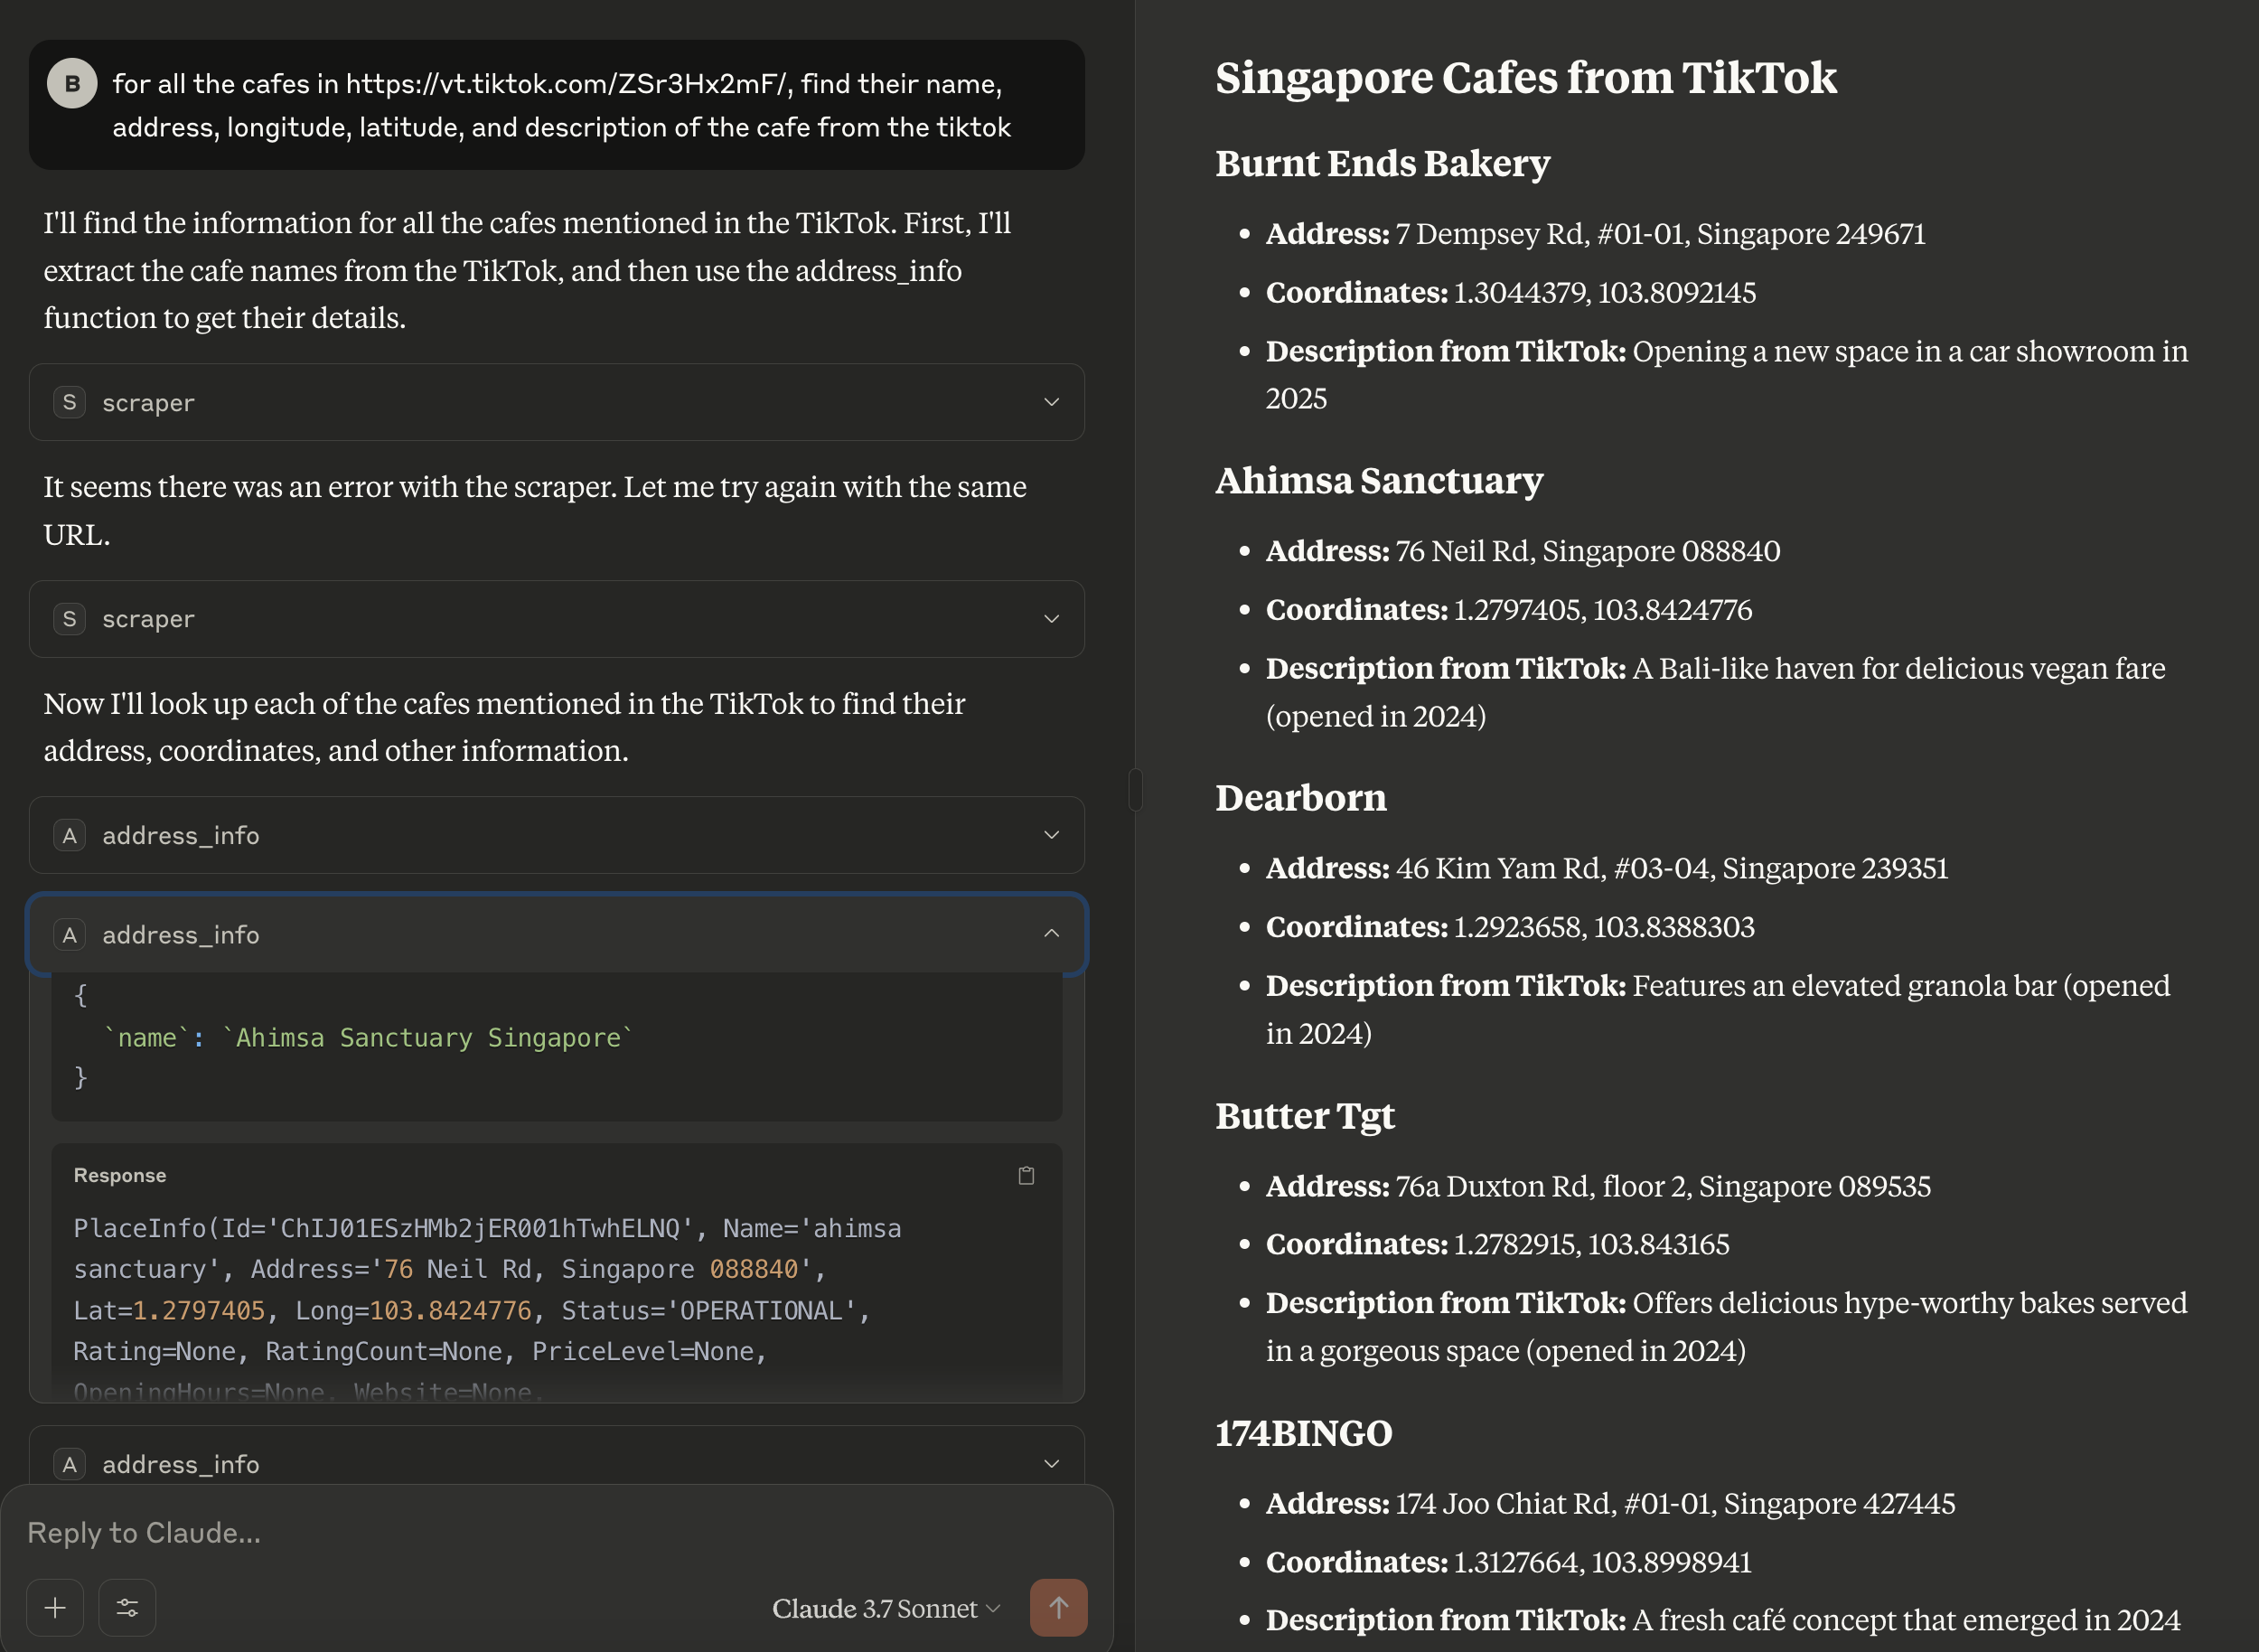 B
for all the cafes in https://vt.tiktok.com/ZSr3Hx2mF/, find their name,
address, longitude, latitude, and description of the cafe from the tiktok
I'll find the information for all the cafes mentioned in the TikTok. First, I'll
extract the cafe names from the TikTok, and then use the address_info
function to get their details.
S scraper
It seems there was an error with the scraper. Let me try again with the same
URL.
S scraper
Now I'll look up each of the cafes mentioned in the TikTok to find their
address, coordinates, and other information.
A address_info
A address_info
{
`name`: `Ahimsa Sanctuary Singapore`
}
Response
PlaceInfo(Id='ChIJ01ESzHMb2jER001hTwhELNQ', Name='ahimsa
sanctuary', Address='76 Neil Rd, Singapore 088840',
Lat=1.2797405, Long=103.8424776, Status='OPERATIONAL',
Rating=None, RatingCount=None, PriceLevel=None,
OpeningHours=None, Website=None,
A address_info
Reply to Claude...
Claude 3.7 Sonnet
Singapore Cafes from TikTok
Burnt Ends Bakery
• Address: 7 Dempsey Rd, #01-01, Singapore 249671
• Coordinates: 1.3044379, 103.8092145
• Description from TikTok: Opening a new space in a car showroom in
2025
Ahimsa Sanctuary
• Address: 76 Neil Rd, Singapore 088840
• Coordinates: 1.2797405, 103.8424776
• Description from TikTok: A Bali-like haven for delicious vegan fare
(opened in 2024)
Dearborn
• Address: 46 Kim Yam Rd, #03-04, Singapore 239351
• Coordinates: 1.2923658, 103.8388303
• Description from TikTok: Features an elevated granola bar (opened
in 2024)
Butter Tgt
• Address: 76a Duxton Rd, floor 2, Singapore 089535
• Coordinates: 1.2782915, 103.843165
• Description from TikTok: Offers delicious hype-worthy bakes served
in a gorgeous space (opened in 2024)
174BINGO
• Address: 174 Joo Chiat Rd, #01-01, Singapore 427445
• Coordinates: 1.3127664, 103.8998941
• Description from TikTok: A fresh café concept that emerged in 2024